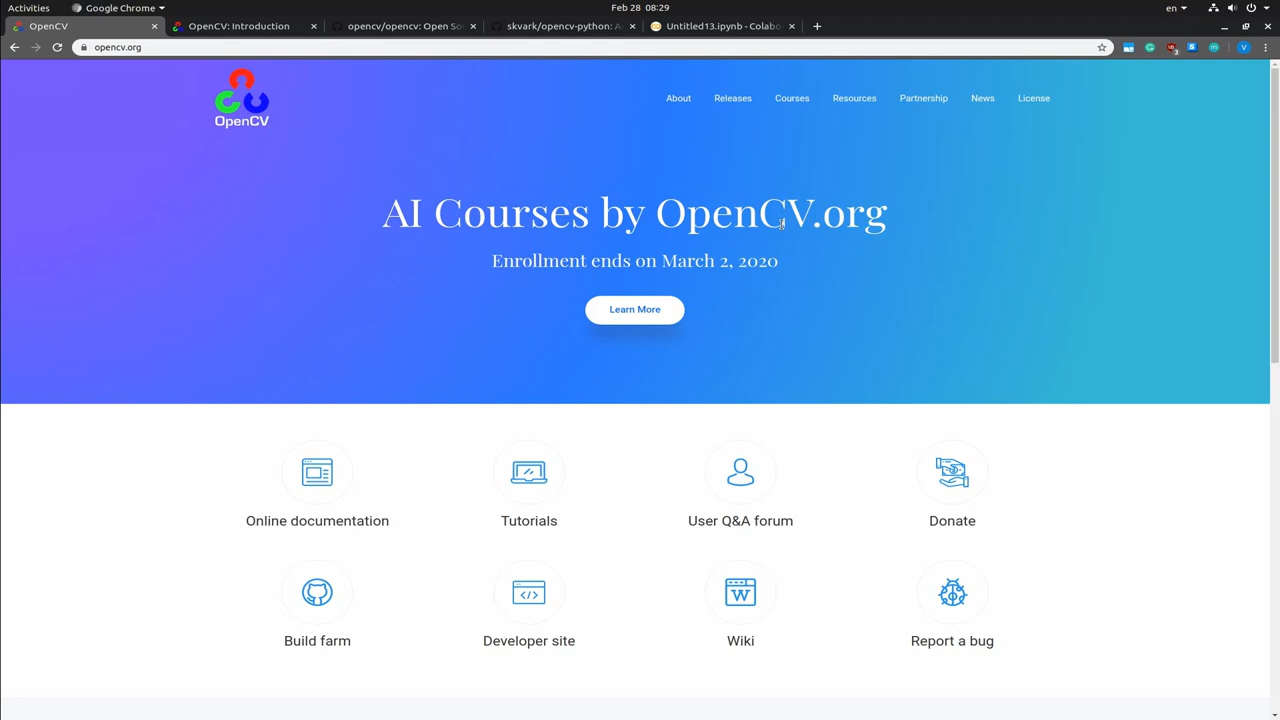 Activities
Google Chrome
Feb 28 08:29
en
OpenCV
OpenCV: Introduction
opencv/opencv: Open So
skvark/opencv-python: A
Untitled13.ipynb - Colabo
opencv.org
3
V
OpenCV
About
Releases
Courses
Resources
Partnership
News
License
AI Courses by OpenCV.org
Enrollment ends on March 2, 2020
Learn More
Online documentation
Tutorials
User Q&A forum
Donate
W
Build farm
Developer site
Wiki
Report a bug